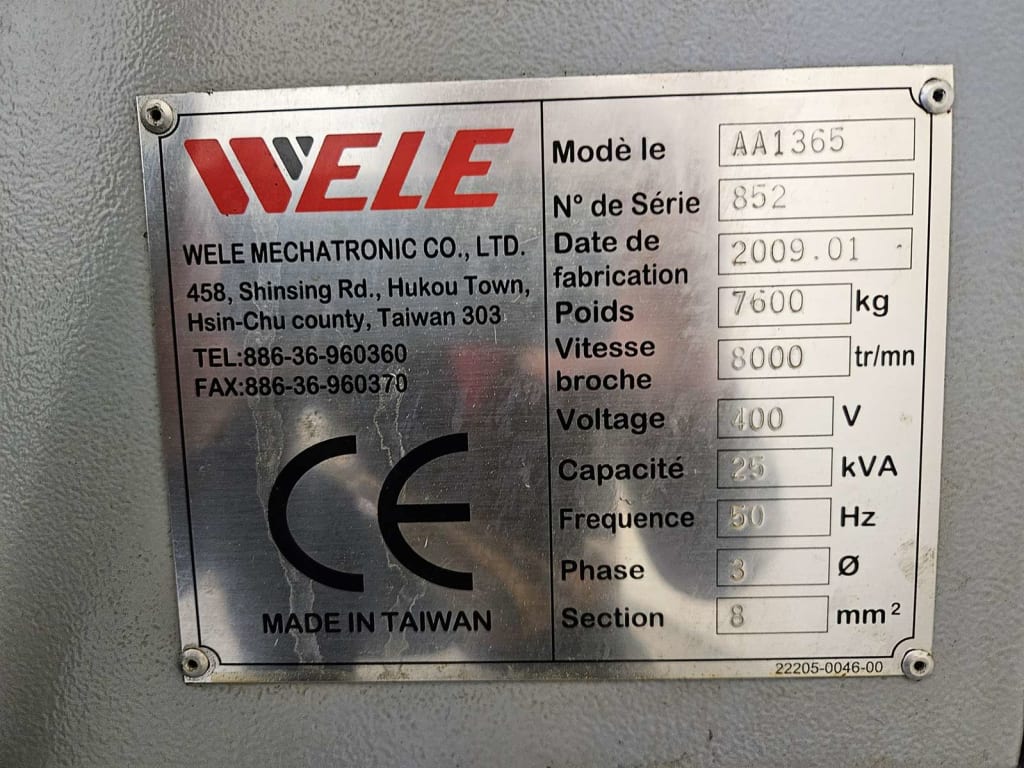 WELE
WELE MECHATRONIC CO., LTD.
458, Shinsing Rd., Hukou Town,
Hsin-Chu county, Taiwan 303
TEL:886-36-960360
FAX:886-36-960370
CE
MADE IN TAIWAN
Modè le AA1365
N° de Série 852
Date de
fabrication 2009.01
Poids 7600 kg
Vitesse
broche 8000 tr/mn
Voltage 400 V
Capacité 25 kVA
Frequence 50 Hz
Phase 3 Ø
Section 8 mm²
22205-0046-00